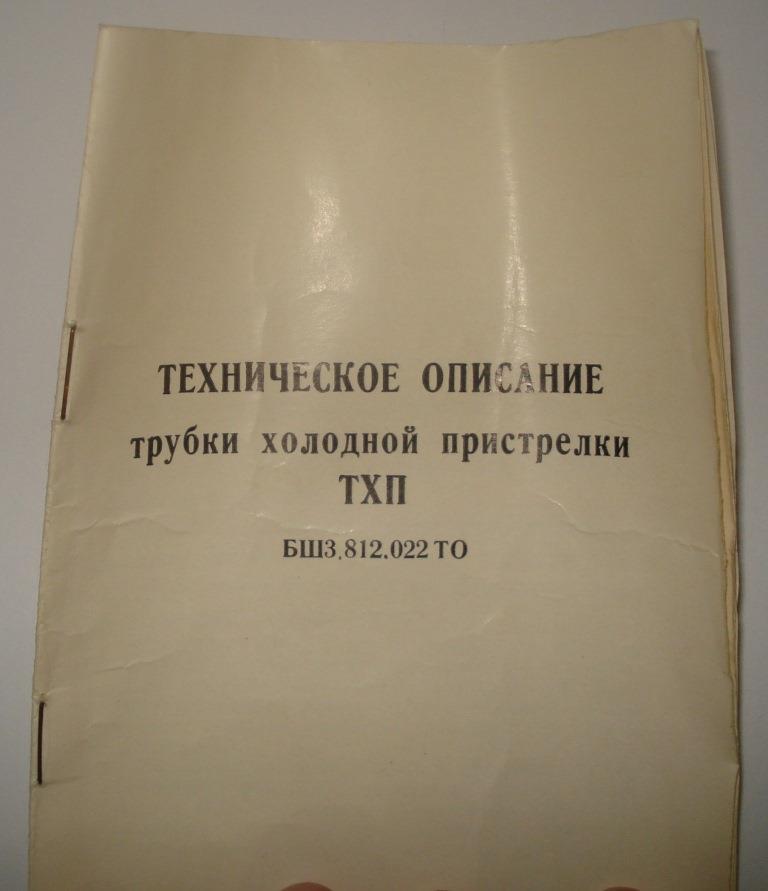 ТЕХНИЧЕСКОЕ ОПИСАНИЕ
трубки холодной пристрелки
ТХП
БШ3.812.022 ТО